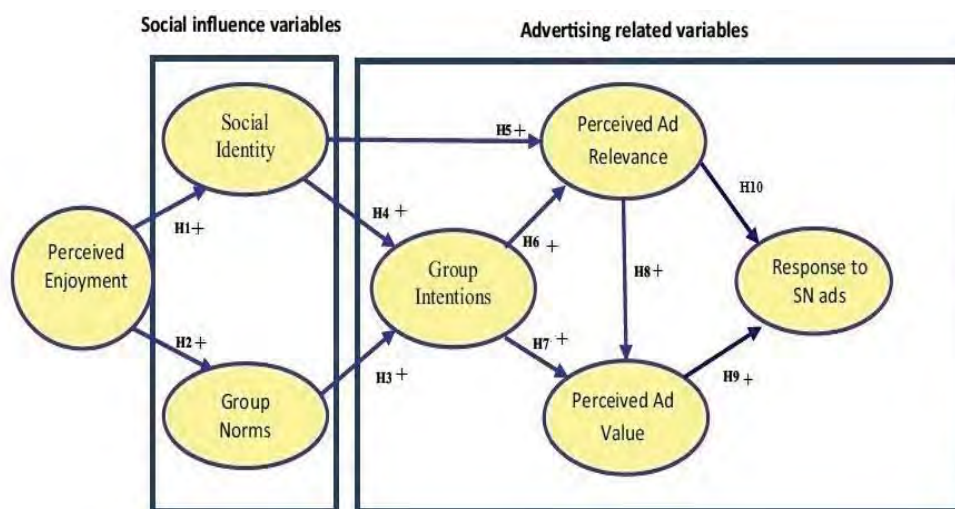 Social influence variables
Advertising related variables
Social
Identity
H5+
Perceived Ad
Relevance
H1+
H4 +
H6 +
H10
Perceived
Enjoyment
Group
Intentions
H8+
Response to
SN ads
H2+
H3 +
H7 +
H9 +
Group
Norms
Perceived Ad
Value